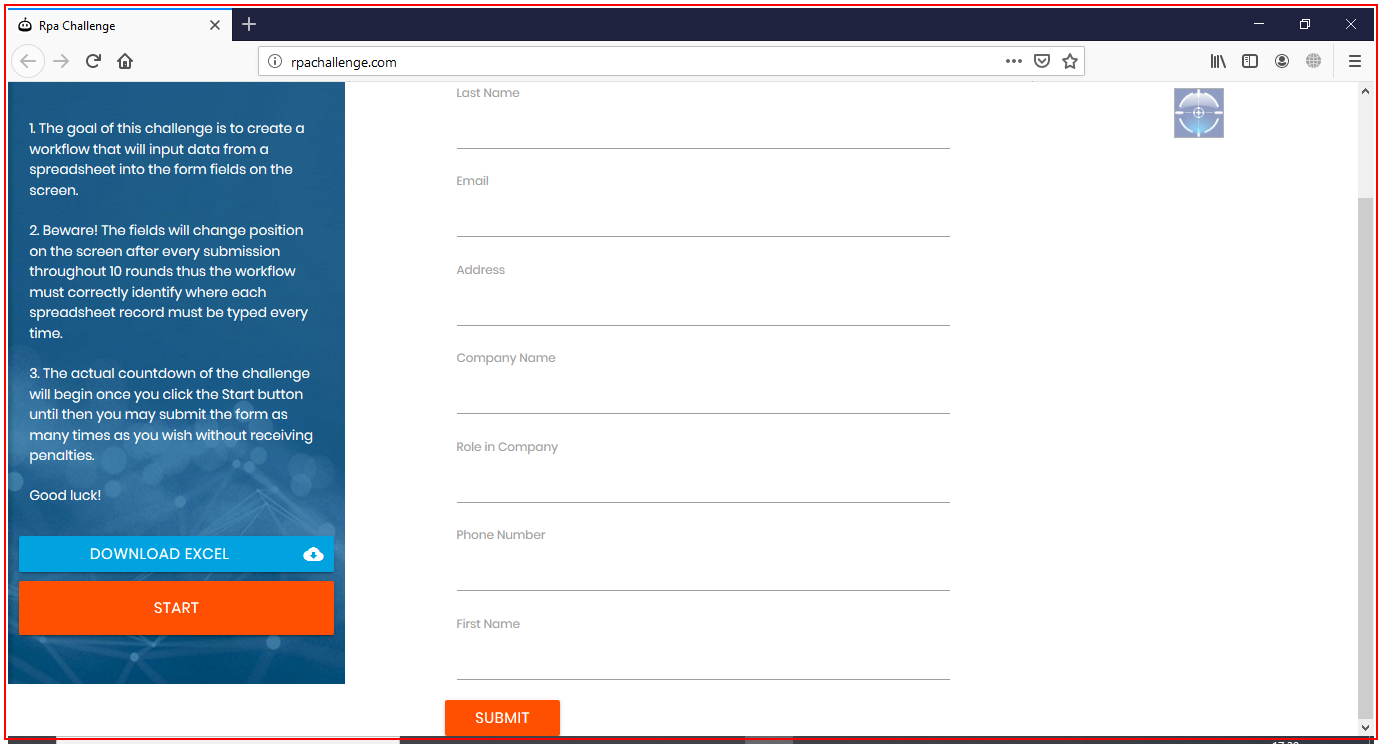 Rpa Challenge
rpachallenge.com
1. The goal of this challenge is to create a
workflow that will input data from a
spreadsheet into the form fields on the
screen.
2. Beware! The fields will change position
on the screen after every submission
throughout 10 rounds thus the workflow
must correctly identify where each
spreadsheet record must be typed every
time.
3. The actual countdown of the challenge
will begin once you click the Start button
until then you may submit the form as
many times as you wish without receiving
penalties.
Good luck!
DOWNLOAD EXCEL
START
Last Name
Email
Address
Company Name
Role in Company
Phone Number
First Name
SUBMIT